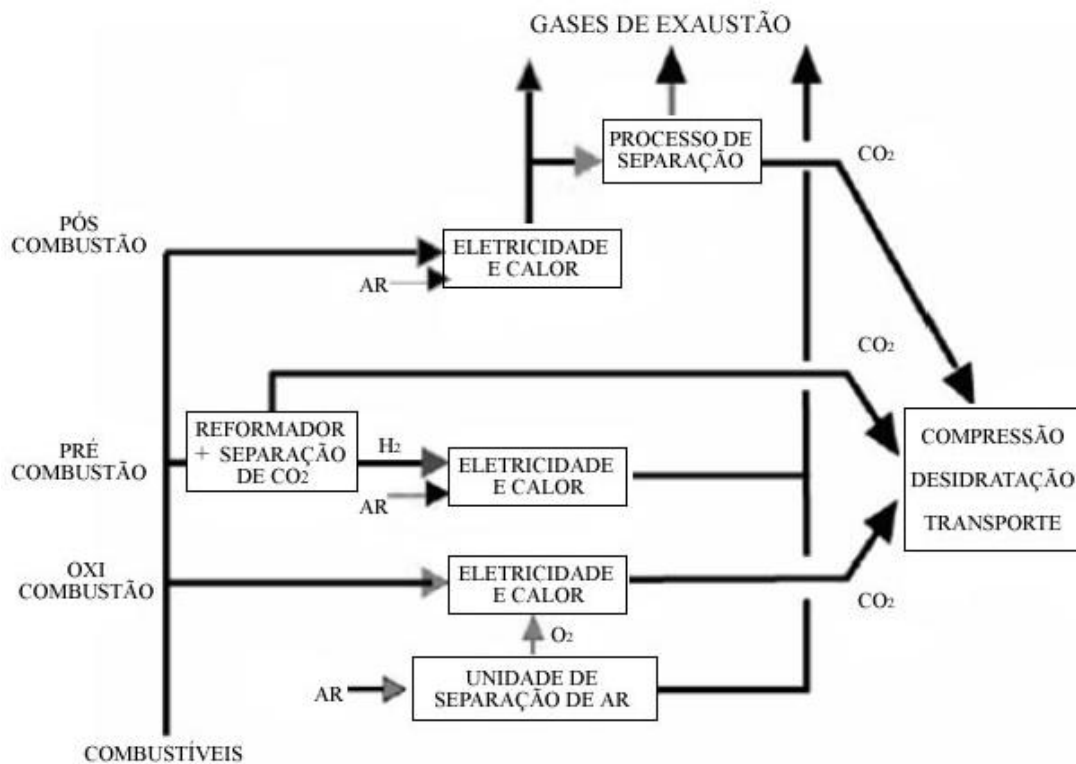 GASES DE EXAUSTÃO
PROCESSO DE
SEPARAÇÃO
CO2
PÓS
COMBUSTÃO
ELETRICIDADE
E CALOR
AR
CO2
REFORMADOR
+ SEPARAÇÃO
DE CO2
PRÉ
COMBUSTÃO
H2
ELETRICIDADE
E CALOR
AR
COMPRESSÃO
DESIDRATAÇÃO
TRANSPORTE
OXI
COMBUSTÃO
ELETRICIDADE
E CALOR
CO2
O2
AR
UNIDADE DE
SEPARAÇÃO DE AR
COMBUSTÍVEIS